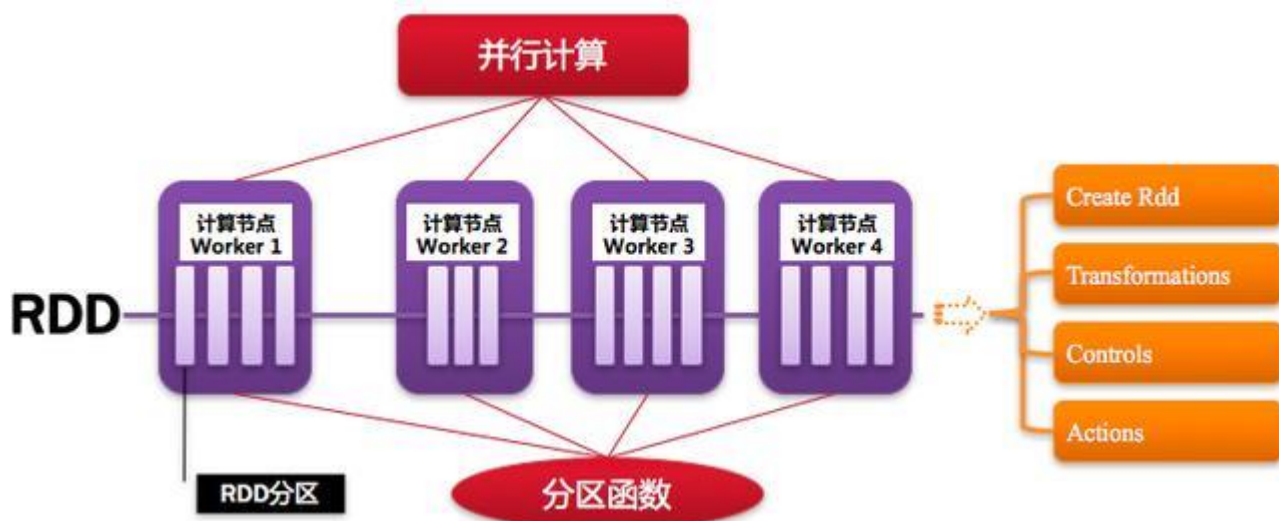 并行计算
计算节点
Worker 1
计算节点
Worker 2
计算节点
Worker 3
计算节点
Worker 4
RDD
Create Rdd
Transformations
Controls
Actions
RDD分区
分区函数